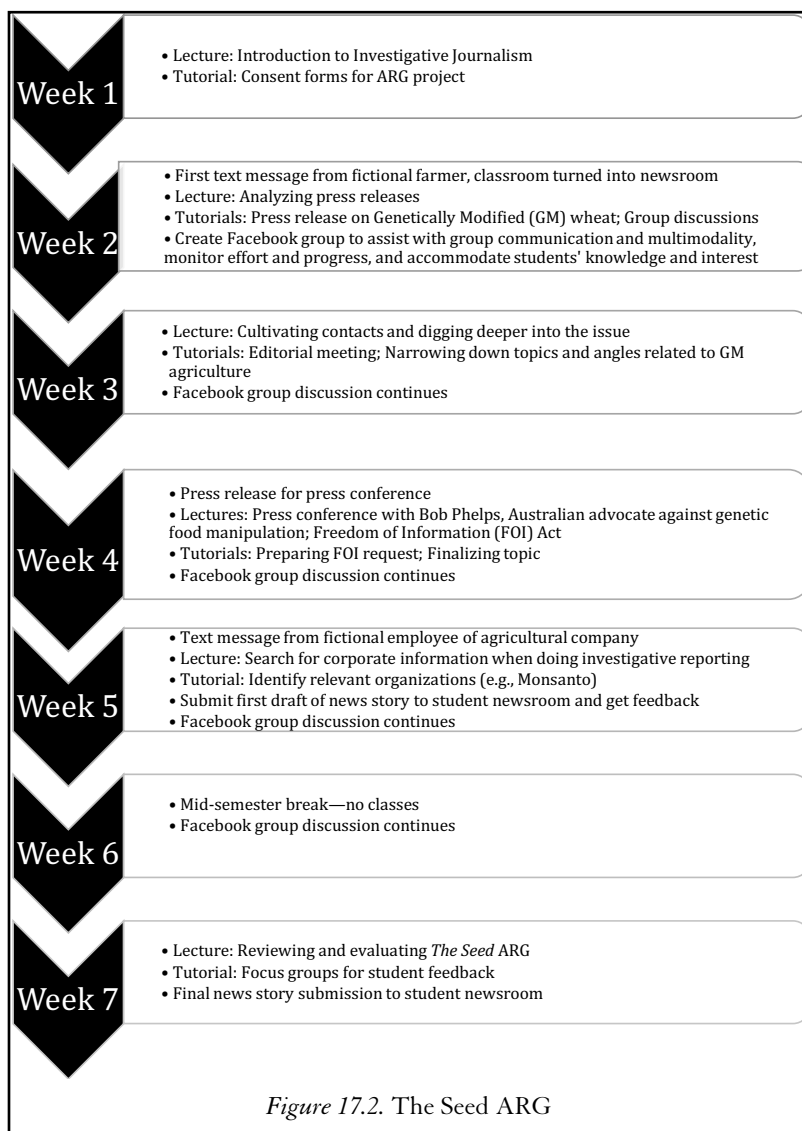 Week 1
• Lecture: Introduction to Investigative Journalism
• Tutorial: Consent forms for ARG project
Week 2
• First text message from fictional farmer, classroom turned into newsroom
• Lecture: Analyzing press releases
• Tutorials: Press release on Genetically Modified (GM) wheat; Group discussions
• Create Facebook group to assist with group communication and multimodality,
monitor effort and progress, and accommodate students' knowledge and interest
Week 3
• Lecture: Cultivating contacts and digging deeper into the issue
• Tutorials: Editorial meeting; Narrowing down topics and angles related to GM
agriculture
• Facebook group discussion continues
Week 4
• Press release for press conference
• Lectures: Press conference with Bob Phelps, Australian advocate against genetic
food manipulation; Freedom of Information (FOI) Act
• Tutorials: Preparing FOI request; Finalizing topic
• Facebook group discussion continues
Week 5
• Text message from fictional employee of agricultural company
• Lecture: Search for corporate information when doing investigative reporting
• Tutorial: Identify relevant organizations (e.g., Monsanto)
• Submit first draft of news story to student newsroom and get feedback
• Facebook group discussion continues
Week 6
• Mid-semester break—no classes
• Facebook group discussion continues
Week 7
• Lecture: Reviewing and evaluating The Seed ARG
• Tutorial: Focus groups for student feedback
• Final news story submission to student newsroom
Figure 17.2. The Seed ARG